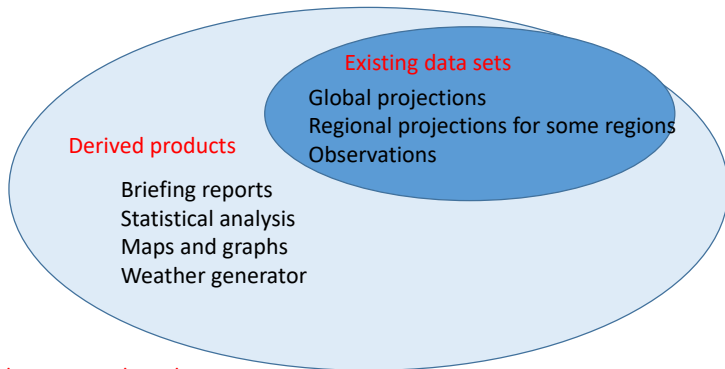 Existing data sets
Global projections
Regional projections for some regions
Observations
Derived products
Briefing reports
Statistical analysis
Maps and graphs
Weather generator